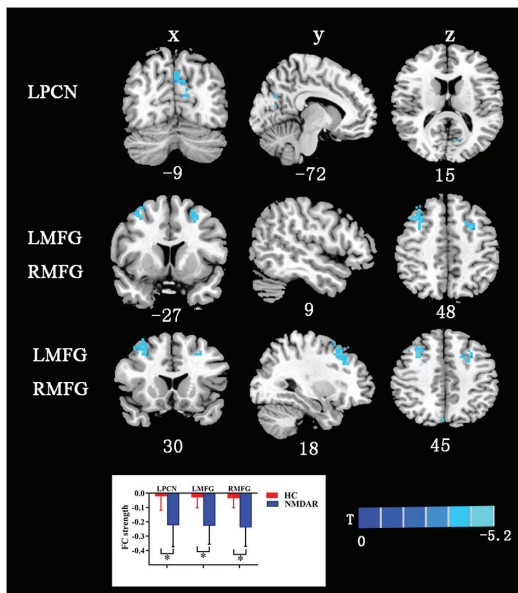 x y z
LPCN
-9 -72 15
LMFG
RMFG
-27 9 48
LMFG
RMFG
30 18 45
LPCN LMFG RMFG
FC strength
0.0
-0.1
-0.2
-0.3
-0.4
HC
NMDAR
* * *
T
0 -5.2